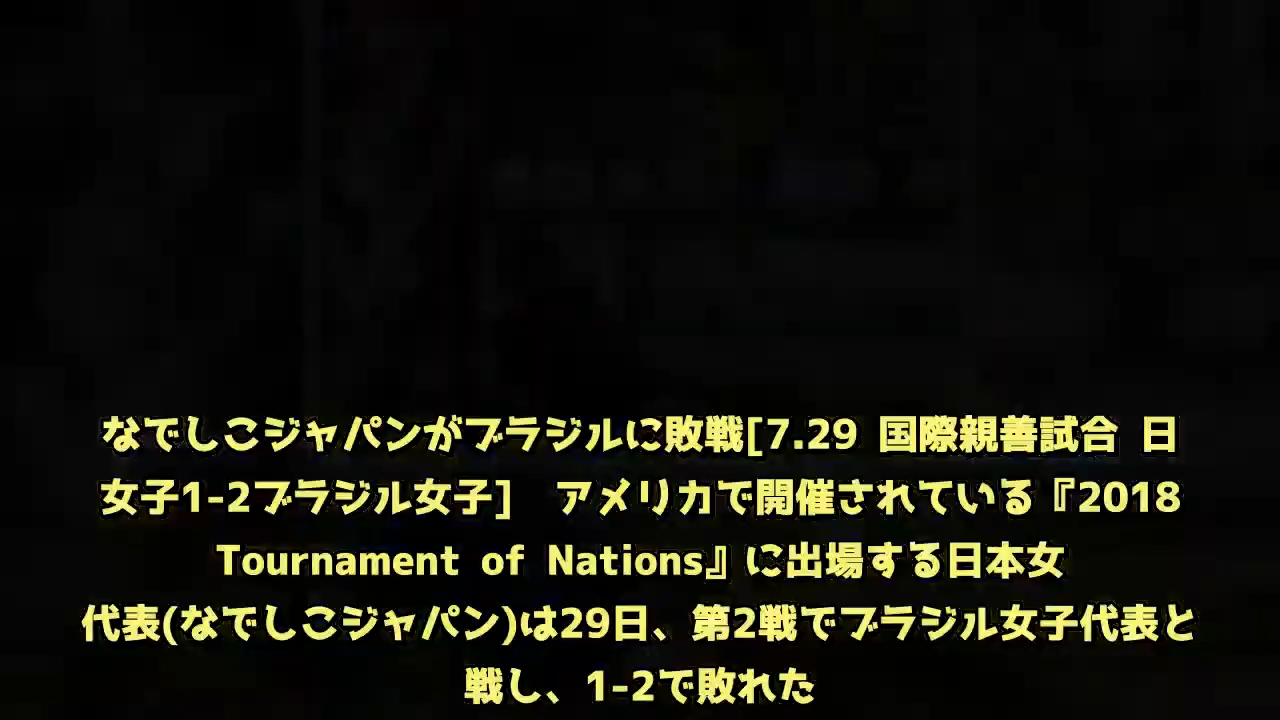 なでしこジャパンがブラジルに敗戦[7.29 国際親善試合 日
女子1-2ブラジル女子] アメリカで開催されている『2018
Tournament of Nations』に出場する日本女
代表(なでしこジャパン)は29日、第2戦でブラジル女子代表と
戦し、1-2で敗れた